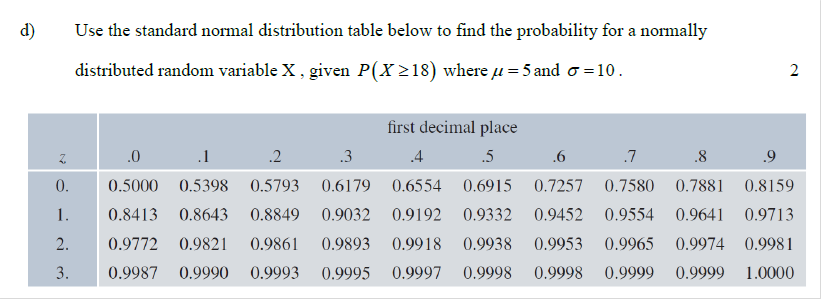 d) Use the standard normal distribution table below to find the probability for a normally
distributed random variable X , given P(X ≥ 18) where μ = 5 and σ = 10 . 2
first decimal place
z .0 .1 .2 .3 .4 .5 .6 .7 .8 .9
0. 0.5000 0.5398 0.5793 0.6179 0.6554 0.6915 0.7257 0.7580 0.7881 0.8159
1. 0.8413 0.8643 0.8849 0.9032 0.9192 0.9332 0.9452 0.9554 0.9641 0.9713
2. 0.9772 0.9821 0.9861 0.9893 0.9918 0.9938 0.9953 0.9965 0.9974 0.9981
3. 0.9987 0.9990 0.9993 0.9995 0.9997 0.9998 0.9998 0.9999 0.9999 1.0000